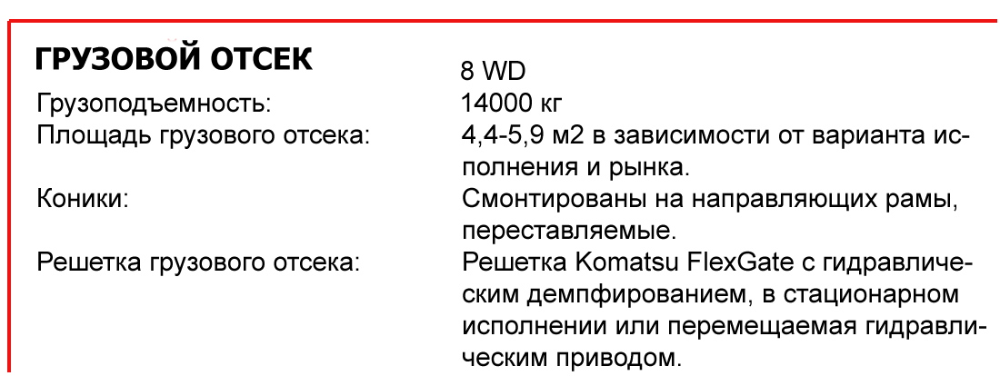 ГРУЗОВОЙ ОТСЕК
8 WD
Грузоподъемность: 14000 кг
Площадь грузового отсека: 4,4-5,9 м2 в зависимости от варианта ис-
полнения и рынка.
Коники: Смонтированы на направляющих рамы,
переставляемые.
Решетка грузового отсека: Решетка Komatsu FlexGate с гидравличе-
ским демпфированием, в стационарном
исполнении или перемещаемая гидравли-
ческим приводом.